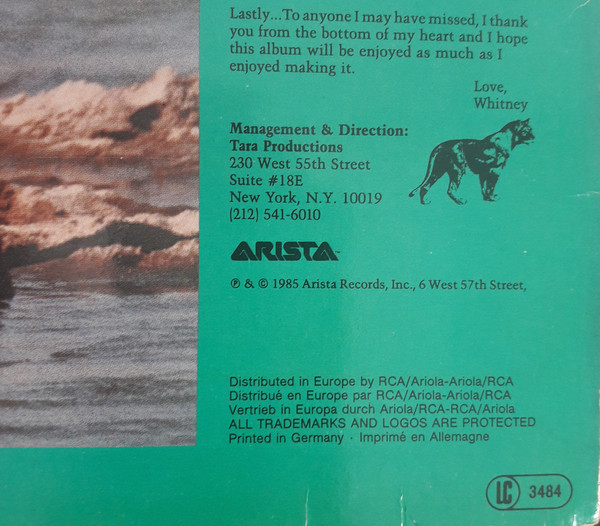 Lastly...To anyone I may have missed, I thank
you from the bottom of my heart and I hope
this album will be enjoyed as much as I
enjoyed making it.
Love,
Whitney
Management & Direction:
Tara Productions
230 West 55th Street
Suite #18E
New York, N.Y. 10019
(212) 541-6010
ARISTA™
℗ & © 1985 Arista Records, Inc., 6 West 57th Street,
Distributed in Europe by RCA/Ariola-Ariola/RCA
Distribué en Europe par RCA/Ariola-Ariola/RCA
Vertrieb in Europa durch Ariola/RCA-RCA/Ariola
ALL TRADEMARKS AND LOGOS ARE PROTECTED
Printed in Germany · Imprimé en Allemagne
LC 3484